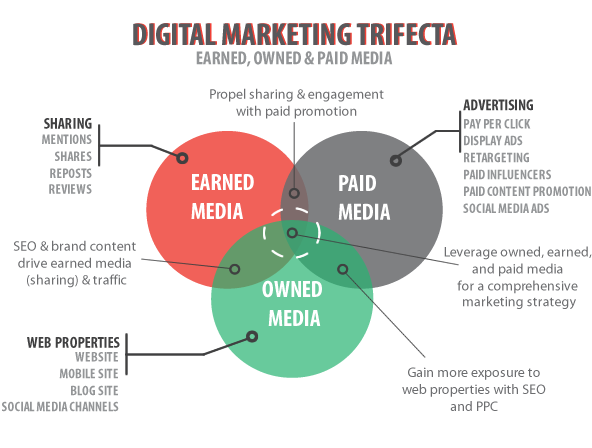 DIGITAL MARKETING TRIFECTA
EARNED, OWNED & PAID MEDIA
Propel sharing & engagement
with paid promotion
SHARING
MENTIONS
SHARES
REPOSTS
REVIEWS
ADVERTISING
PAY PER CLICK
DISPLAY ADS
RETARGETING
PAID INFLUENCERS
PAID CONTENT PROMOTION
SOCIAL MEDIA ADS
EARNED
MEDIA
PAID
MEDIA
SEO & brand content
drive earned media
(sharing) & traffic
Leverage owned, earned,
and paid media
for a comprehensive
marketing strategy
OWNED
MEDIA
WEB PROPERTIES
WEBSITE
MOBILE SITE
BLOG SITE
SOCIAL MEDIA CHANNELS
Gain more exposure to
web properties with SEO
and PPC